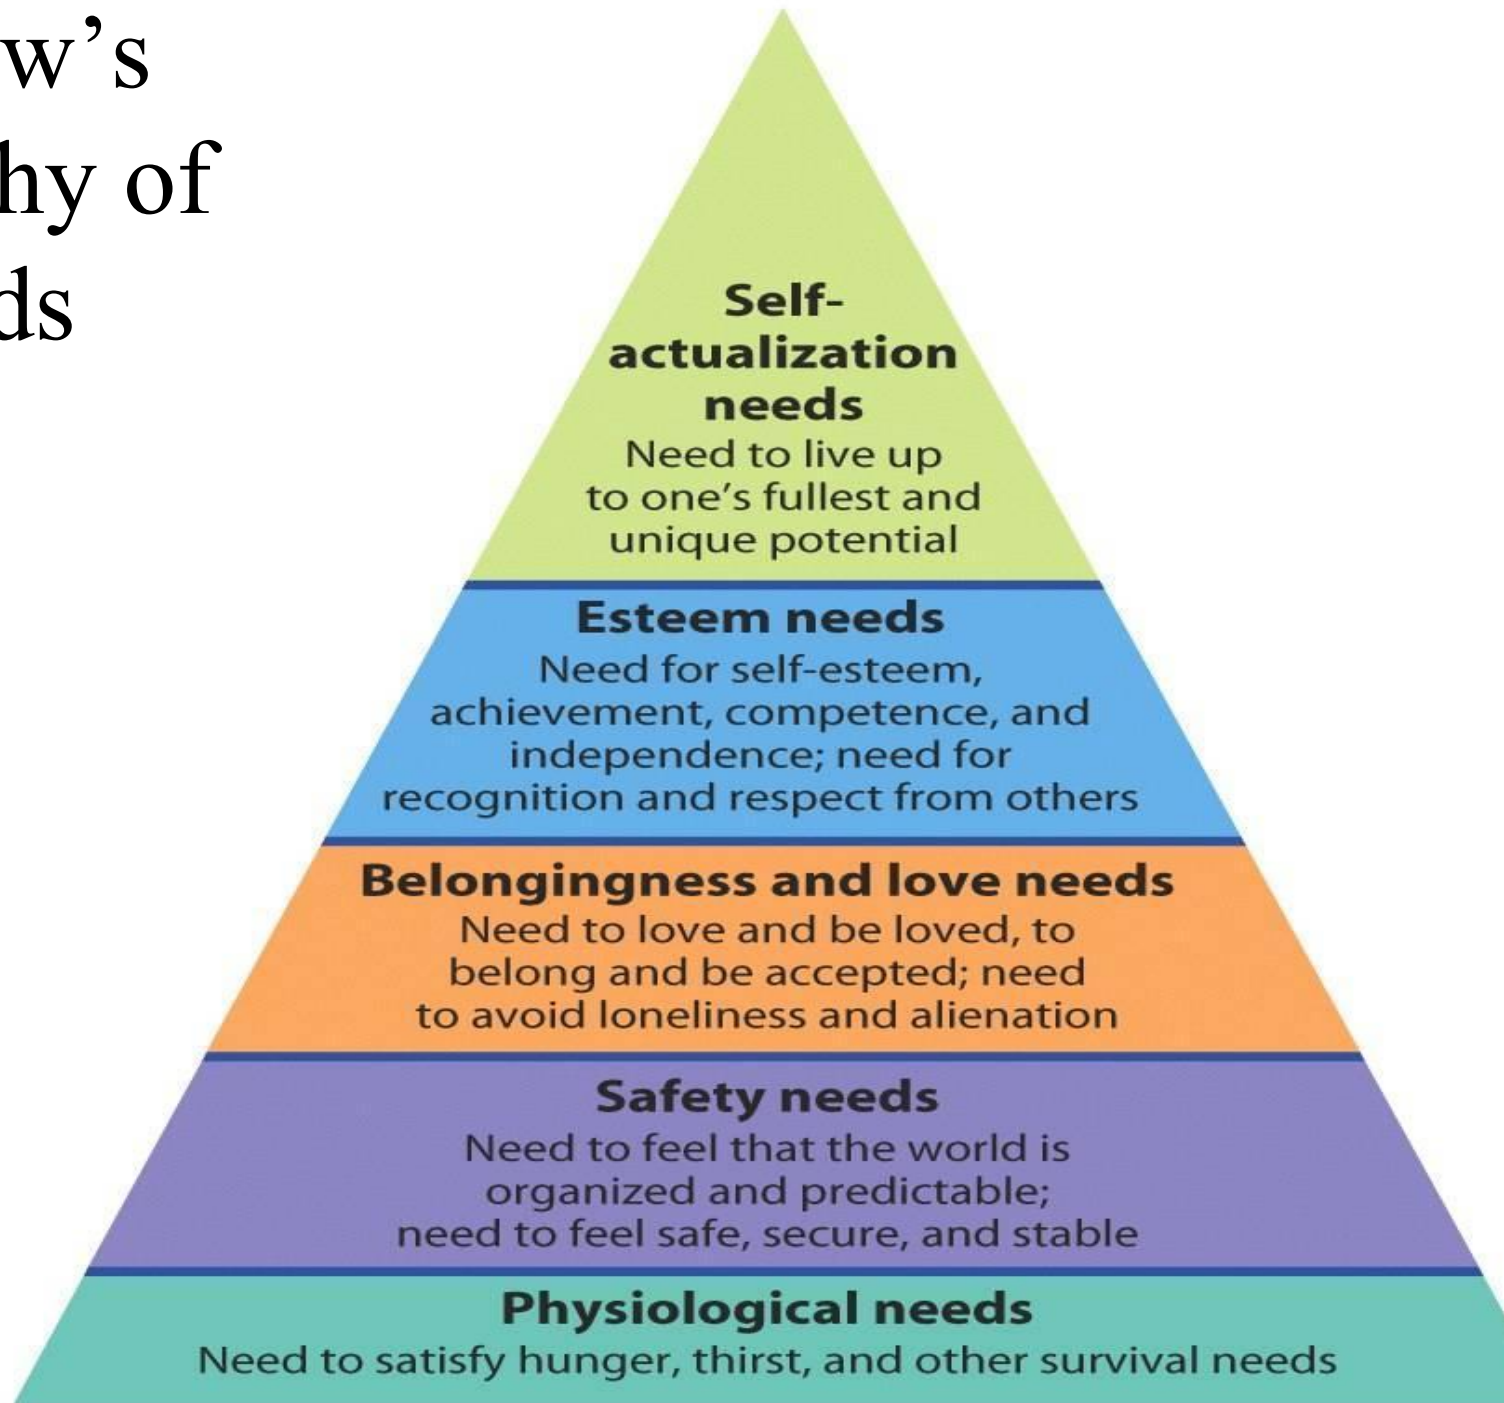 w’s
hy of
ds
Self-
actualization
needs
Need to live up
to one’s fullest and
unique potential
Esteem needs
Need for self-esteem,
achievement, competence, and
independence; need for
recognition and respect from others
Belongingness and love needs
Need to love and be loved, to
belong and be accepted; need
to avoid loneliness and alienation
Safety needs
Need to feel that the world is
organized and predictable;
need to feel safe, secure, and stable
Physiological needs
Need to satisfy hunger, thirst, and other survival needs